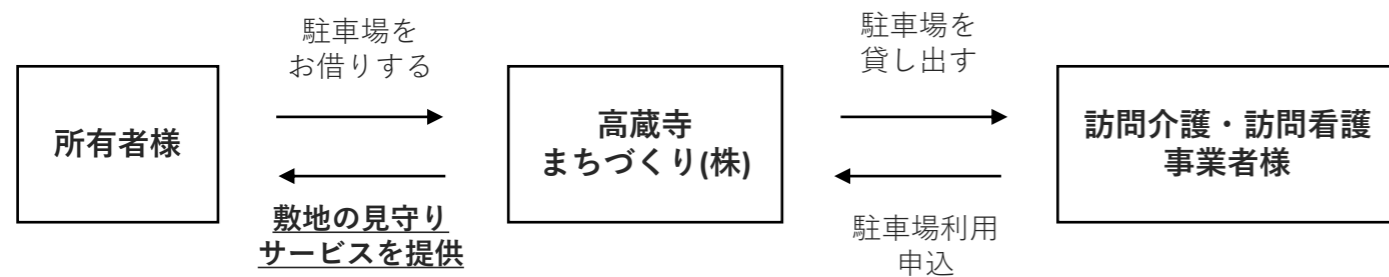 駐車場を
お借りする
駐車場を
貸し出す
所有者様
高蔵寺
まちづくり(株)
訪問介護・訪問看護
事業者様
敷地の見守り
サービスを提供
駐車場利用
申込